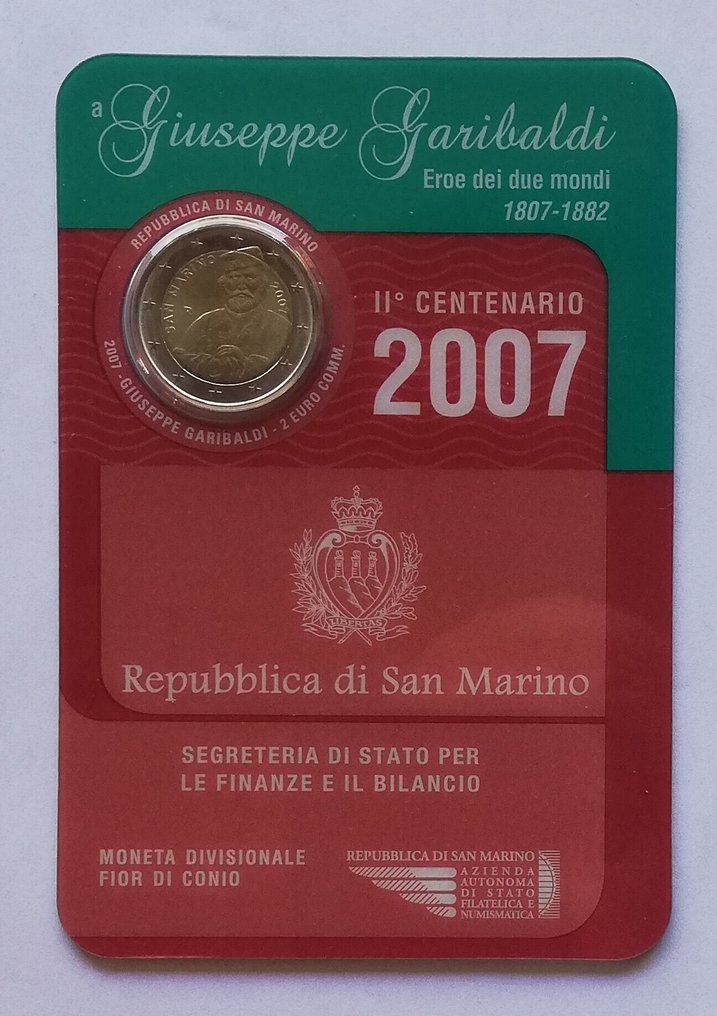 a Giuseppe Garibaldi
Eroe dei due mondi
1807-1882
REPUBBLICA DI SAN MARINO
SAN MARINO
2007
R
2007 - GIUSEPPE GARIBALDI - 2 EURO COMM.
II° CENTENARIO
2007
LIBERTAS
Repubblica di San Marino
SEGRETERIA DI STATO PER
LE FINANZE E IL BILANCIO
MONETA DIVISIONALE
FIOR DI CONIO
REPUBBLICA DI SAN MARINO
AZIENDA
AUTONOMA
DI STATO
FILATELICA E
NUMISMATICA